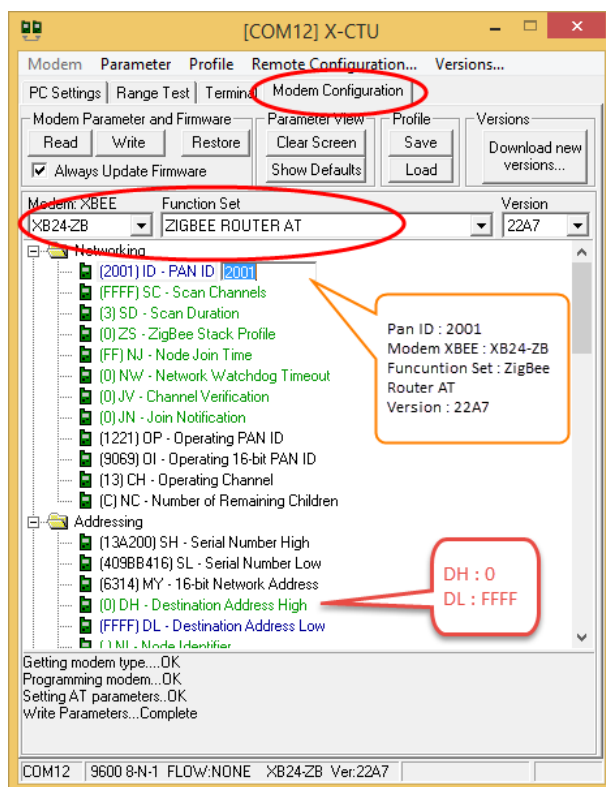 [COM12] X-CTU
Modem Parameter Profile Remote Configuration... Versions...
PC Settings Range Test Terminal Modem Configuration
Modem Parameter and Firmware Parameter View Profile Versions
Read Write Restore Clear Screen Save Download new versions...
Always Update Firmware Show Defaults Load
Modem: XBEE Function Set Version
XB24-ZB ZIGBEE ROUTER AT 22A7
Networking
(2001) ID - PAN ID 2001
(FFFF) SC - Scan Channels
(3) SD - Scan Duration
(0) ZS - ZigBee Stack Profile
(FF) NJ - Node Join Time
(0) NW - Network Watchdog Timeout
(0) JV - Channel Verification
(0) JN - Join Notification
(1221) OP - Operating PAN ID
(9069) OI - Operating 16-bit PAN ID
(13) CH - Operating Channel
(C) NC - Number of Remaining Children
Pan ID : 2001
Modem XBEE : XB24-ZB
Funcuntion Set : ZigBee
Router AT
Version : 22A7
Addressing
(13A200) SH - Serial Number High
(409BB416) SL - Serial Number Low
(6314) MY - 16-bit Network Address
(0) DH - Destination Address High
(FFFF) DL - Destination Address Low
( ) NI - Node Identifier
DH : 0
DL : FFFF
Getting modem type....OK
Programming modem..OK
Setting AT parameters..OK
Write Parameters...Complete
COM12 9600 8-N-1 FLOW:NONE XB24-ZB Ver:22A7